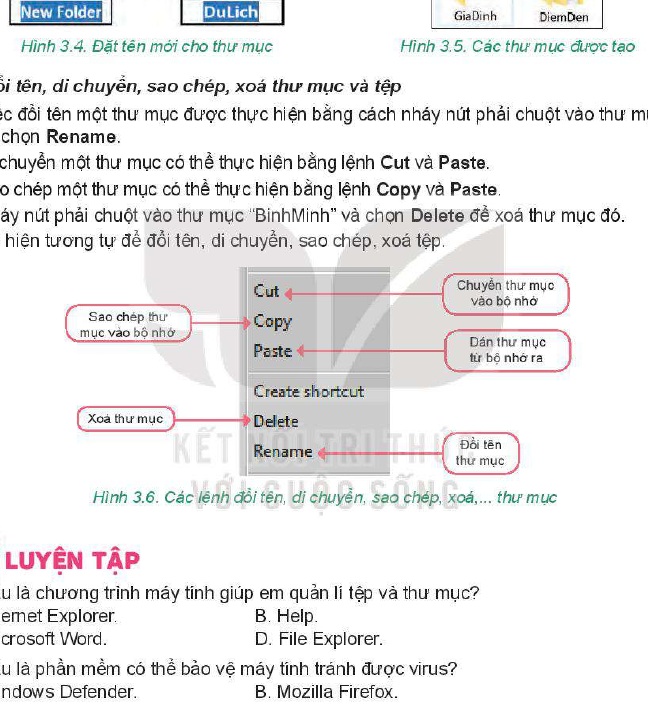 New Folder
DuLich
GiaDinh
DiemDen
Hình 3.4. Đặt tên mới cho thư mục
Hình 3.5. Các thư mục được tạo
tên, di chuyển, sao chép, xoá thư mục và tệp
đổi tên một thư mục được thực hiện bằng cách nháy nút phải chuột vào thư
chọn Rename.
chuyển một thư mục có thể thực hiện bằng lệnh Cut và Paste.
chép một thư mục có thể thực hiện bằng lệnh Copy và Paste.
nút phải chuột vào thư mục "BinhMinh" và chọn Delete để xoá thư mục đó.
hiện tương tự để đổi tên, di chuyển, sao chép, xoá tệp.
Cut
Chuyển thư mục
vào bộ nhớ
Sao chép thư
mục vào bộ nhớ
Copy
Paste
Dán thư mục
từ bộ nhớ ra
Create shortcut
Xoá thư mục
Delete
Rename
Đổi tên
thư mục
KẾT NỐI TRI THỨC
VỚI CUỘC SỐNG
Hình 3.6. Các lệnh đổi tên, di chuyển, sao chép, xoá,... thư mục
LUYỆN TẬP
là chương trình máy tính giúp em quản lí tệp và thư mục?
Explorer.
B. Help.
Word.
D. File Explorer.
là phần mềm có thể bảo vệ máy tính tránh được virus?
Defender.
B. Mozilla Firefox.